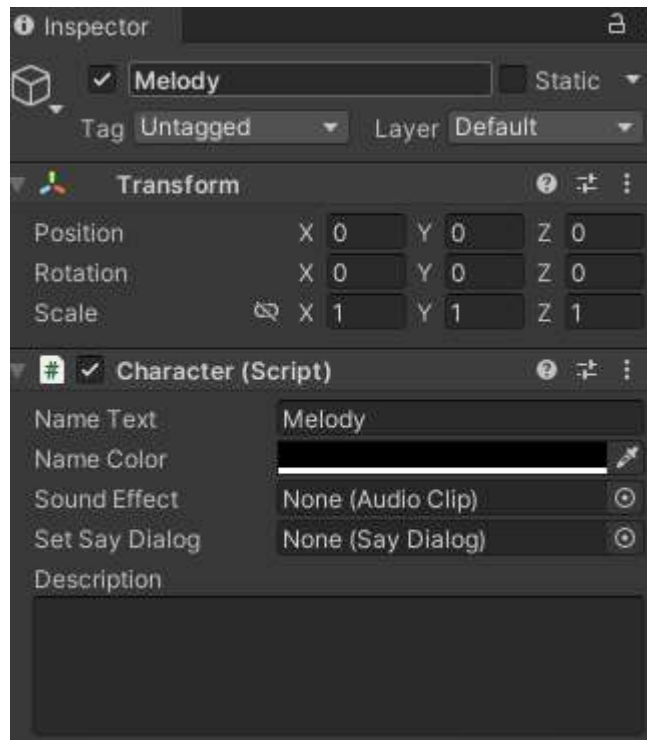 Inspector
Melody Static
Tag Untagged Layer Default
Transform
Position X 0 Y 0 Z 0
Rotation X 0 Y 0 Z 0
Scale X 1 Y 1 Z 1
# Character (Script)
Name Text Melody
Name Color
Sound Effect None (Audio Clip)
Set Say Dialog None (Say Dialog)
Description